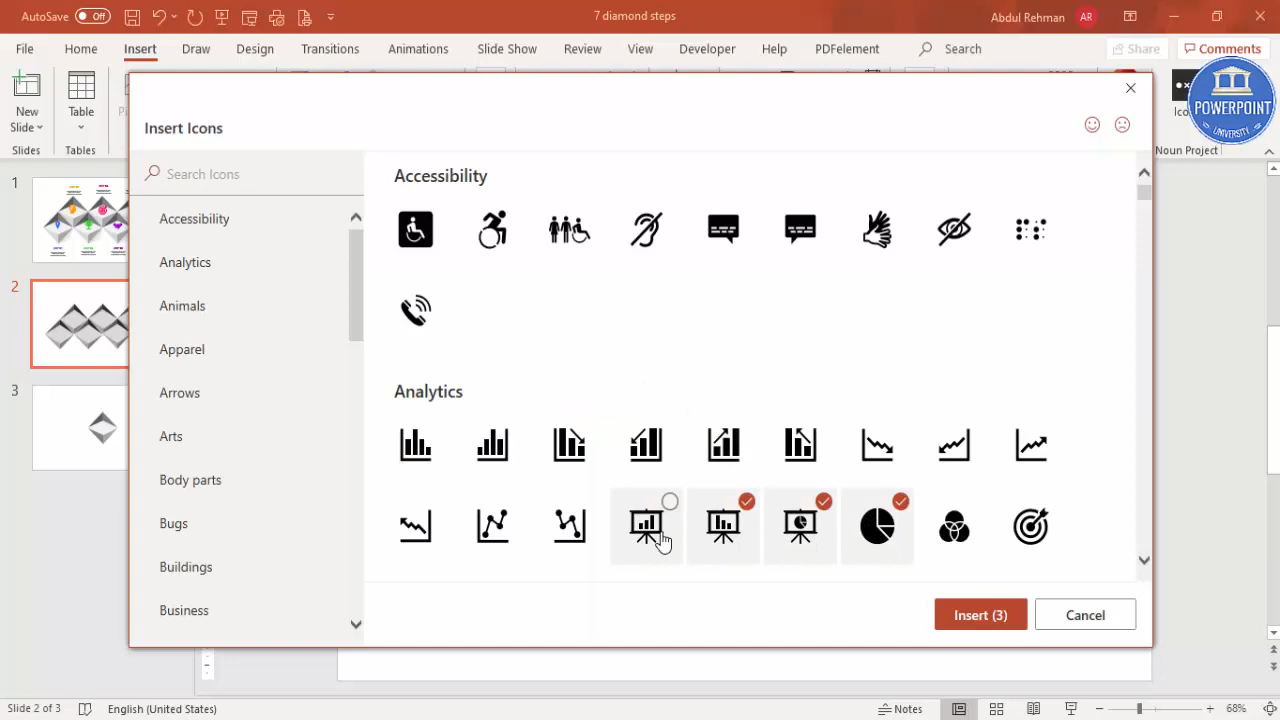 AutoSave Off 7 diamond steps Abdul Rehman AR
File Home Insert Draw Design Transitions Animations Slide Show Review View Developer Help PDFelement Search Share Comments
New Slide
Table
Slides Tables Noun Project
POWERPOINT
UNIVERSITY
Insert Icons
Search Icons
Accessibility
Analytics
Animals
Apparel
Arrows
Arts
Body parts
Bugs
Buildings
Business
Accessibility
Analytics
Insert (3) Cancel
1
2
3
Slide 2 of 3 English (United States) Notes 68%